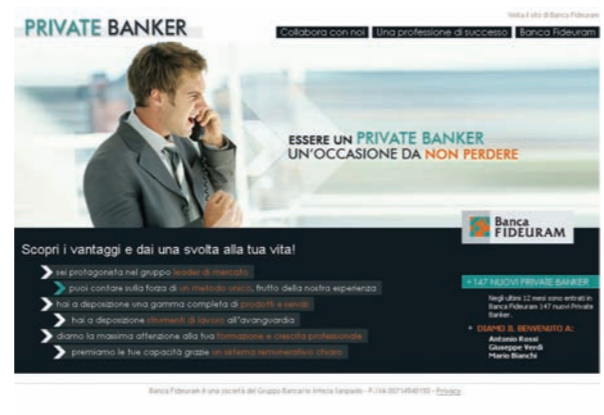 Visita il sito di Banca Fideuram
PRIVATE BANKER
Collabora con noi Una professione di successo Banca Fideuram
ESSERE UN PRIVATE BANKER
UN'OCCASIONE DA NON PERDERE
Banca
FIDEURAM
Scopri i vantaggi e dai una svolta alla tua vita!
sei protagonista nel gruppo leader di mercato
puoi contare sulla forza di un metodo unico, frutto della nostra esperienza
hai a deposizione una gamma completa di prodotti e servizi
hai a deposizione strumenti di lavoro all"avanguardia
diamo la massima attenzione alla tua formazione e crescita professionale
premiamo le tue capacità grazie un sistema remunerativo chiaro
+147 NUOVI PRIVATE BANKER
Negli ultimi 12 mesi sono entrati in
Banca Fideuram 147 nuovi Private
Banker.
+ DIAMO IL BENVENUTO A:
Antonio Rossi
Giuseppe Verdi
Mario Bianchi
Banca Fideuram è una società del Gruppo Bancario Intesa Sanpaolo - P.IVA - Privacy